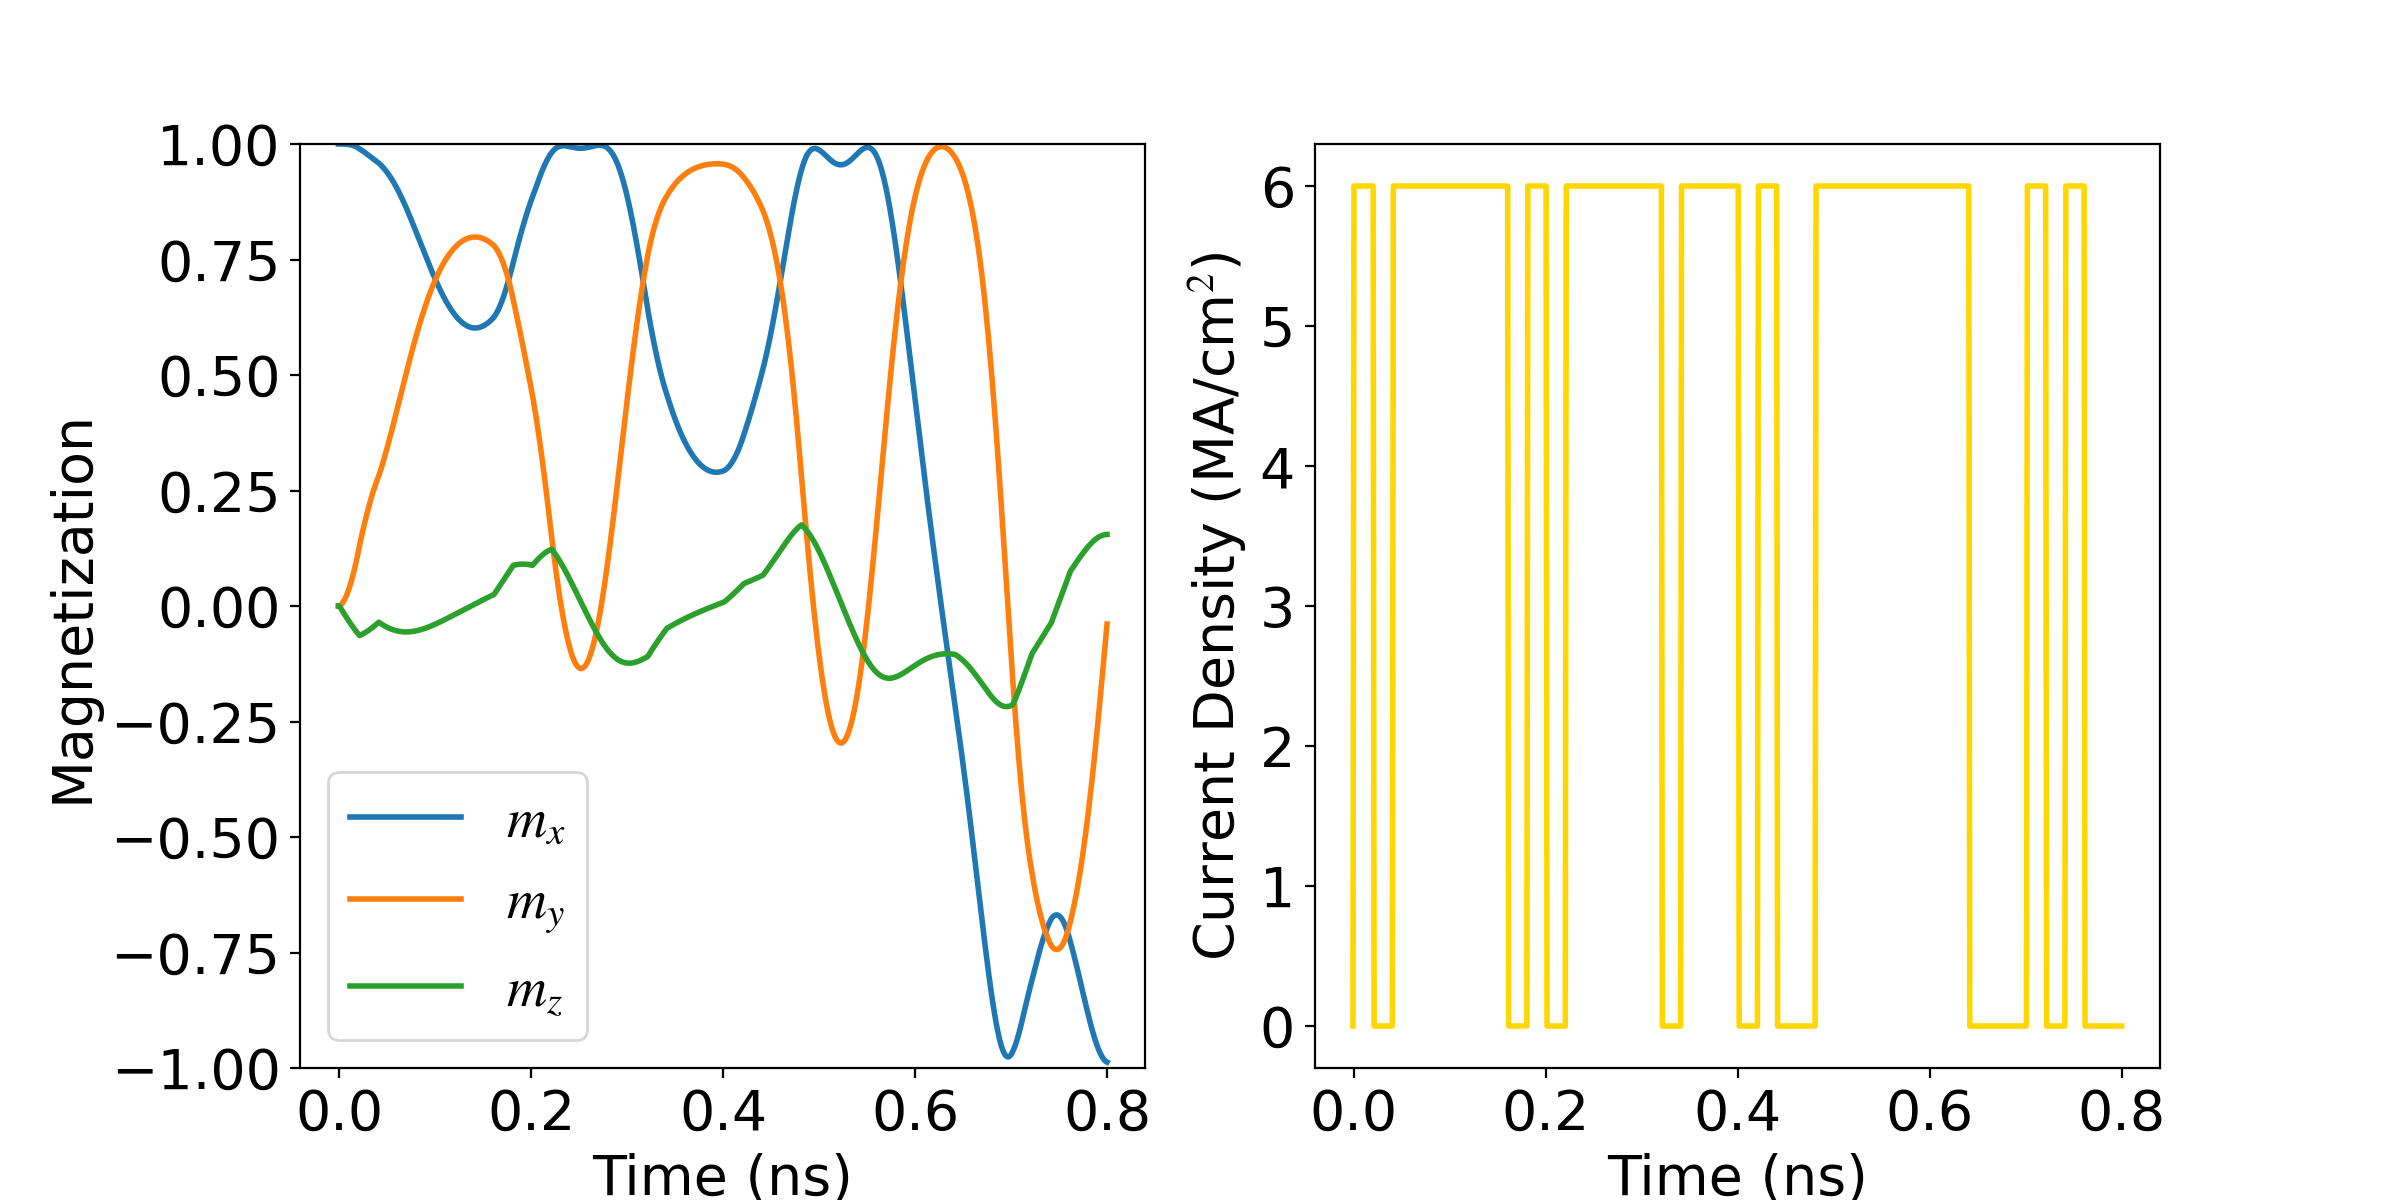 1.00
0.75
0.50
0.25
0.00
−0.25
−0.50
−0.75
−1.00
Magnetization
m_x
m_y
m_z
0.0 0.2 0.4 0.6 0.8
Time (ns)
6
5
4
3
2
1
0
Current Density (MA/cm²)
0.0 0.2 0.4 0.6 0.8
Time (ns)